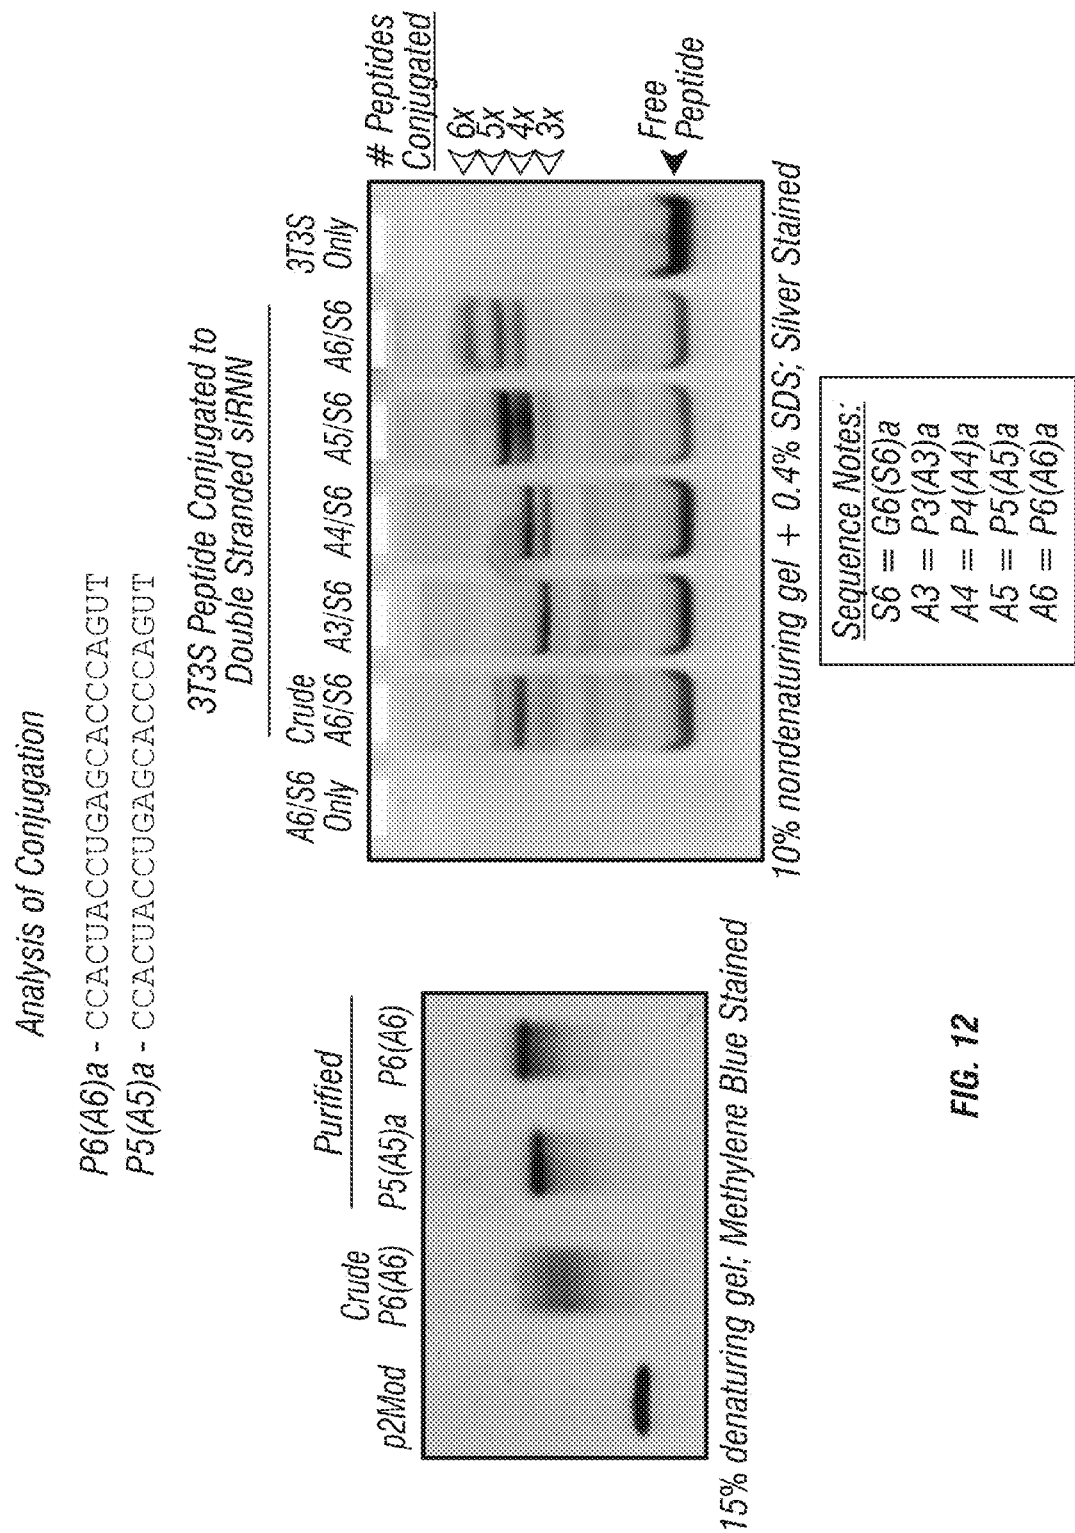 Analysis of Conjugation
P6(A6)a - CCACUACCUGAGCACCCAGUT
P5(A5)a - CCACUACCUGAGCACCCAGUT
Purified
Crude
p2Mod P6(A6) P5(A5)a P6(A6)
15% denaturing gel; Methylene Blue Stained
3T3S Peptide Conjugated to
Double Stranded siRNN
A6/S6 Crude 3T3S
Only A6/S6 A3/S6 A4/S6 A5/S6 A6/S6 Only
# Peptides
Conjugated
6x
5x
4x
3x
Free
Peptide
10% nondenaturing gel + 0.4% SDS; Silver Stained
Sequence Notes:
S6 = G6(S6)a
A3 = P3(A3)a
A4 = P4(A4)a
A5 = P5(A5)a
A6 = P6(A6)a
FIG. 12